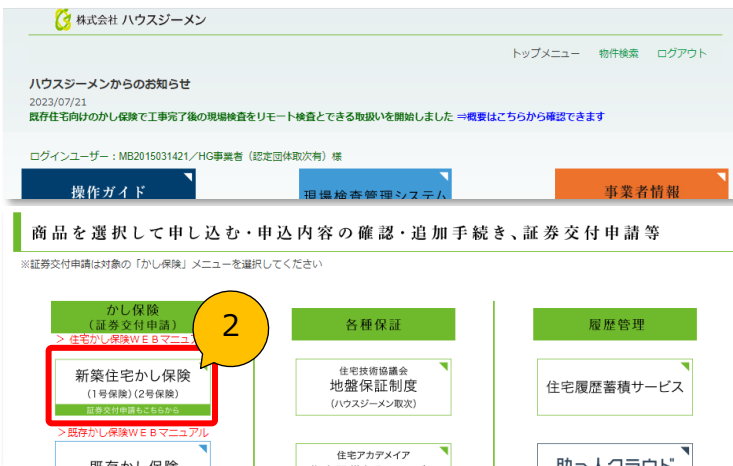 株式会社 ハウスジーメン
トップメニュー 物件検索 ログアウト
ハウスジーメンからのお知らせ
2023/07/21
既存住宅向けのかし保険で工事完了後の現場検査をリモート検査とできる取扱いを開始しました ⇒概要はこちらから確認できます
ログインユーザー：MB2015031421／HG事業者（認定団体取次有）様
操作ガイド 現場検査管理システム 事業者情報
商品を選択して申し込む・申込内容の確認・追加手続き、証券交付申請等
※証券交付申請は対象の「かし保険」メニューを選択してください
かし保険
（証券交付申請）
＞ 住宅かし保険ＷＥＢマニュア
2
新築住宅かし保険
(1号保険)(2号保険)
証券交付申請もこちらから
＞既存かし保険ＷＥＢマニュアル
既存かし保険
各種保証
住宅技術協議会
地盤保証制度
(ハウスジーメン取次)
住宅アカデメイア
履歴管理
住宅履歴蓄積サービス
助っ人クラウド